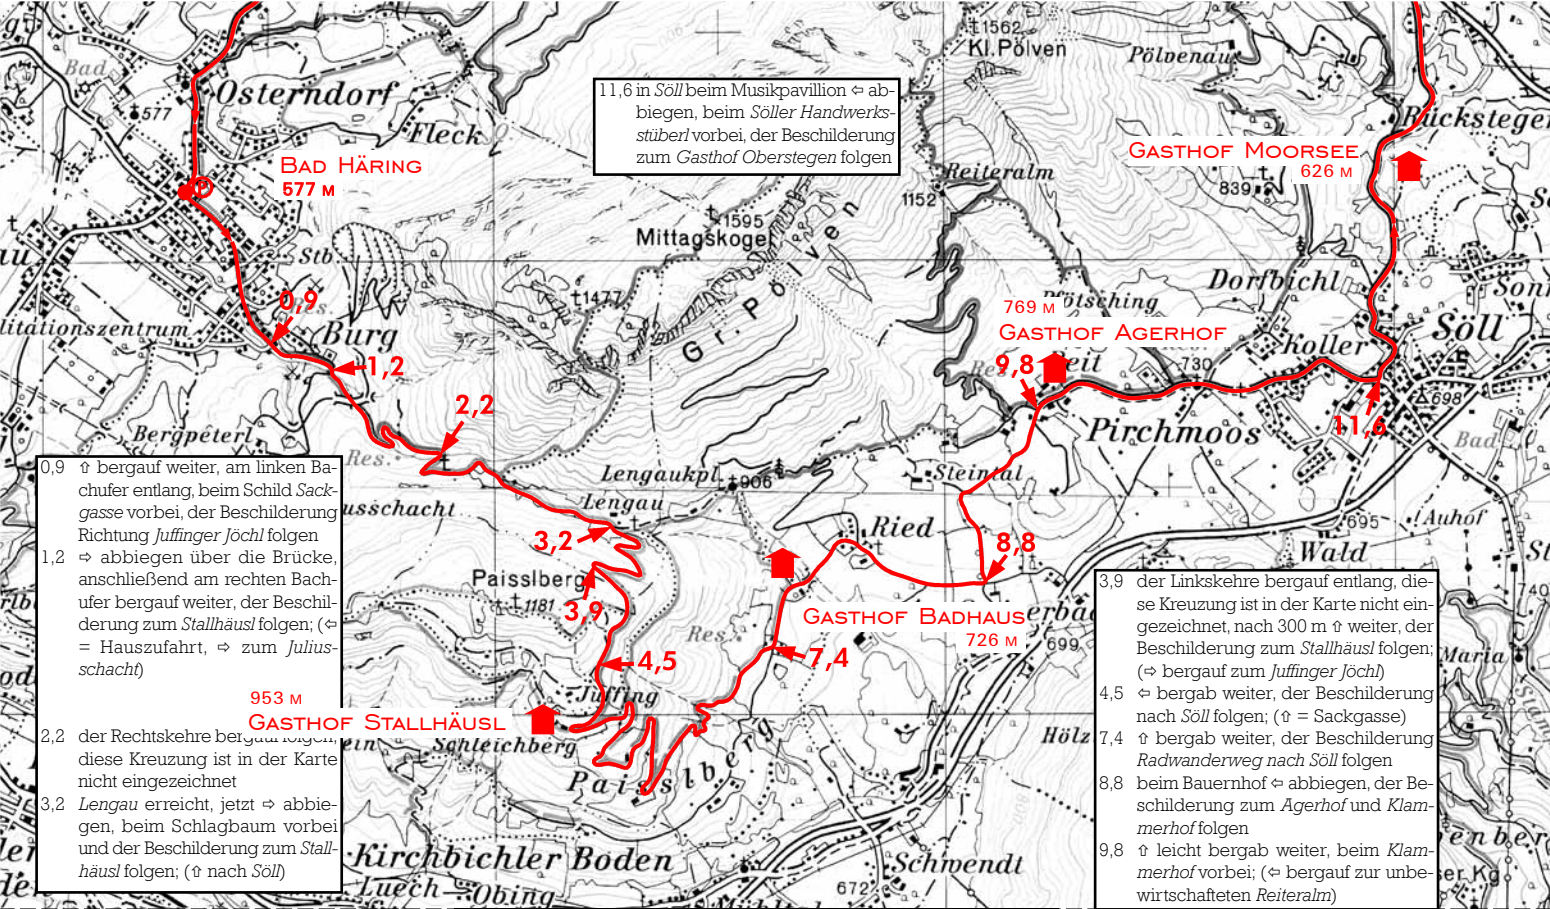 Osterndorf
Bad
577
Fleck
BAD HÄRING
577 M
Stb.
0,9
Burg
1,2
litationszentrum
2,2
Bergpeterl
Res.
usschacht
11,6 in Söll beim Musikpavillion ⇦ ab-
biegen, beim Söller Handwerks-
stüberl vorbei, der Beschilderung
zum Gasthof Oberstegen folgen
1562
Kl. Pölven
Pölvenau
Rückstegen
GASTHOF MOORSEE
626 M
839
Reiteralm
1152
1595
Mittagskogel
1477
Gr. Pölven
Dorfbichl
Pötsching
769 M
GASTHOF AGERHOF
9,8
Reit
730
Koller
Söll
698
11,6
Pirchmoos
Bad
Steintal
Lengaukpl.
906
Lengau
3,2
Ried
8,8
695
Auhof
Wald
Paisslberg
1181
3,9
GASTHOF BADHAUS
726 M
699
Res.
4,5
7,4
Juffing
Maria
953 M
GASTHOF STALLHÄUSL
Schleichberg
Paisslberg
Hölz
Kirchbichler Boden
Luech
Obing
Schwendt
672
0,9 ⇧ bergauf weiter, am linken Ba-
chufer entlang, beim Schild Sack-
gasse vorbei, der Beschilderung
Richtung Juffinger Jöchl folgen
1,2 ⇨ abbiegen über die Brücke,
anschließend am rechten Bach-
ufer bergauf weiter, der Beschil-
derung zum Stallhäusl folgen; (⇦
= Hauszufahrt, ⇨ zum Julius-
schacht)
2,2 der Rechtskehre bergauf folgen,
diese Kreuzung ist in der Karte
nicht eingezeichnet
3,2 Lengau erreicht, jetzt ⇨ abbie-
gen, beim Schlagbaum vorbei
und der Beschilderung zum Stall-
häusl folgen; (⇧ nach Söll)
3,9 der Linkskehre bergauf entlang, die-
se Kreuzung ist in der Karte nicht ein-
gezeichnet, nach 300 m ⇧ weiter, der
Beschilderung zum Stallhäusl folgen;
(⇨ bergauf zum Juffinger Jöchl)
4,5 ⇦ bergab weiter, der Beschilderung
nach Söll folgen; (⇧ = Sackgasse)
7,4 ⇧ bergab weiter, der Beschilderung
Radwanderweg nach Söll folgen
8,8 beim Bauernhof ⇦ abbiegen, der Be-
schilderung zum Agerhof und Klam-
merhof folgen
9,8 ⇧ leicht bergab weiter, beim Klam-
merhof vorbei; (⇦ bergauf zur unbe-
wirtschafteten Reiteralm)